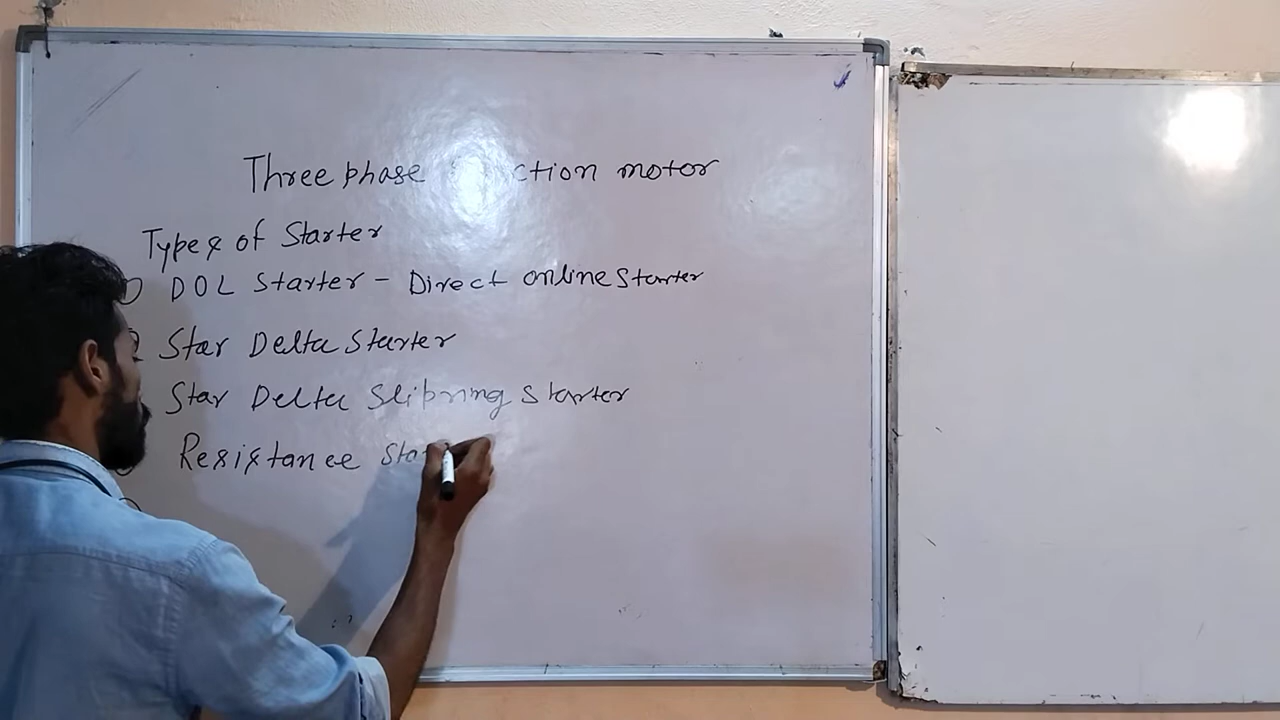 Three phase motor
Types of Starter
DOL Starter - Direct online Starter
Star Delta Starter
Star Delta Slipring Starter
Resistance